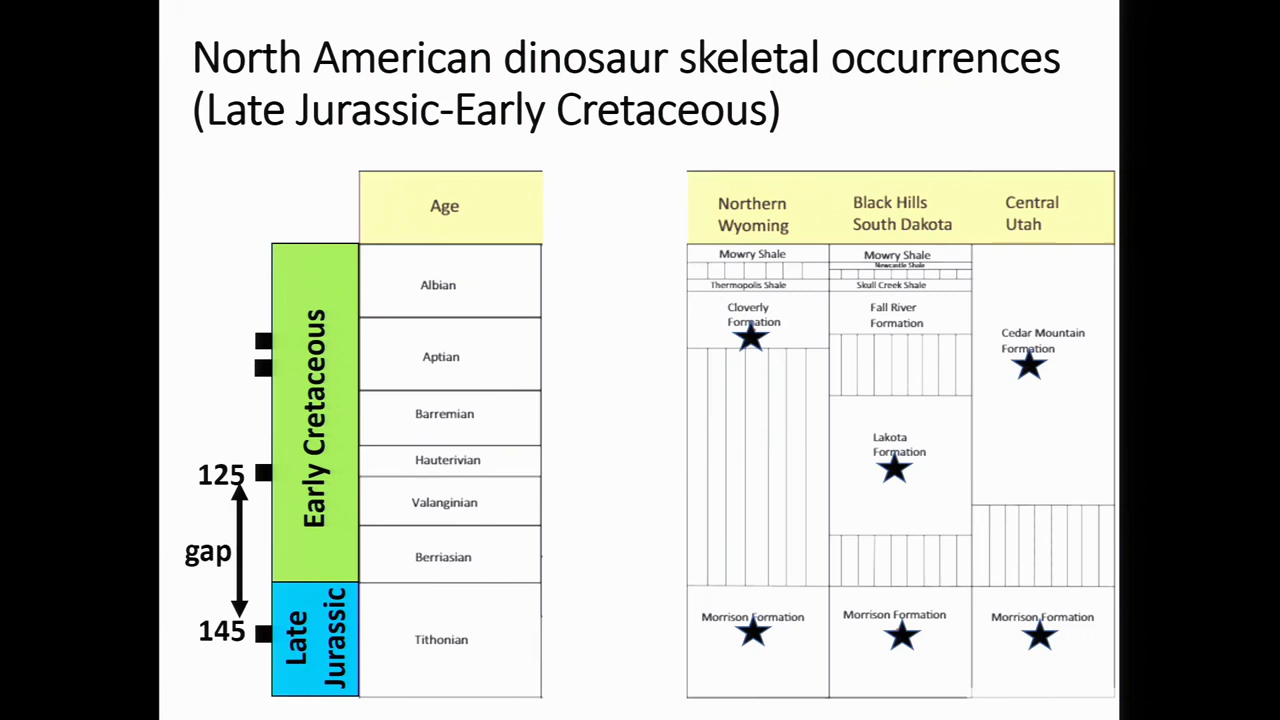 North American dinosaur skeletal occurrences
(Late Jurassic-Early Cretaceous)
Age
Northern
Wyoming
Black Hills
South Dakota
Central
Utah
Early Cretaceous
Late
Jurassic
125
gap
145
Albian
Aptian
Barremian
Hauterivian
Valanginian
Berriasian
Tithonian
Mowry Shale
Thermopolis Shale
Cloverly
Formation
Morrison Formation
Mowry Shale
Newcastle Shale
Skull Creek Shale
Fall River
Formation
Lakota
Formation
Morrison Formation
Cedar Mountain
Formation
Morrison Formation